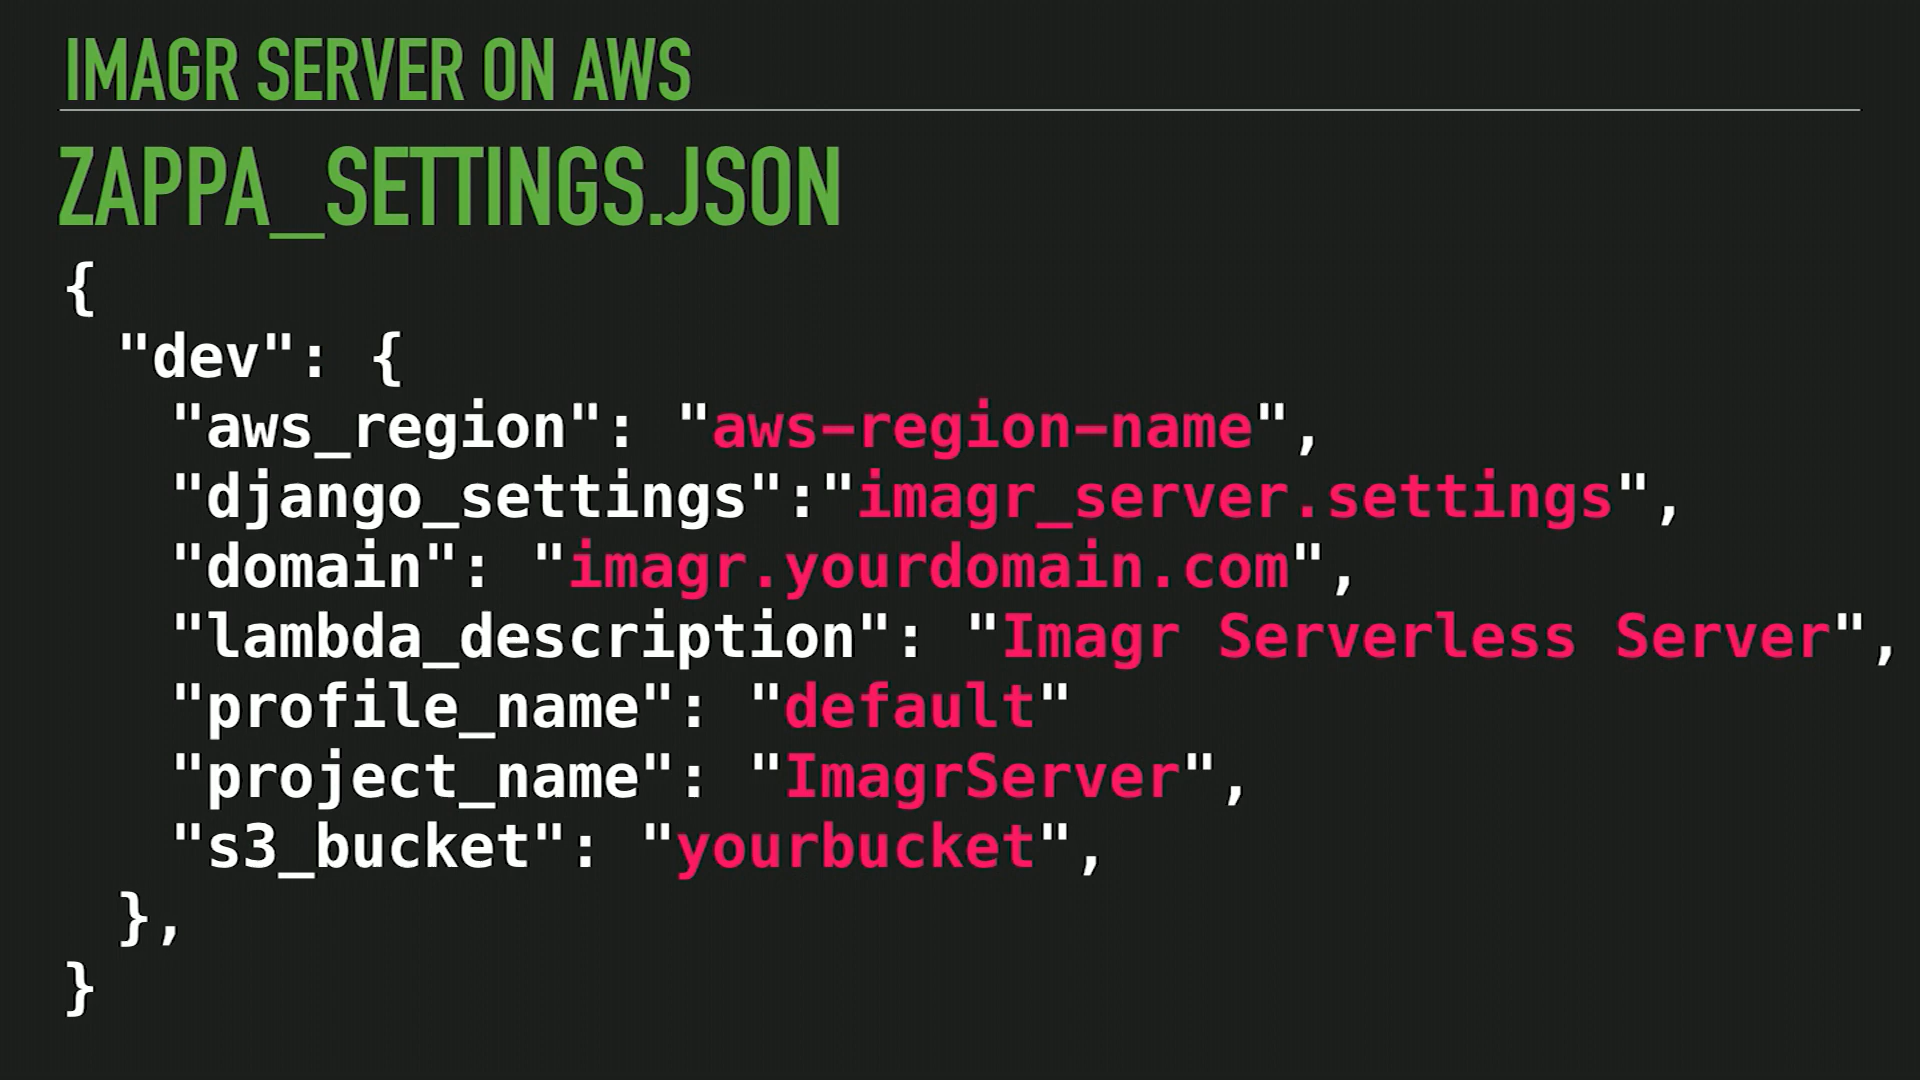 IMAGR SERVER ON AWS
ZAPPA_SETTINGS.JSON
{
"dev": {
"aws_region": "aws-region-name",
"django_settings":"imagr_server.settings",
"domain": "imagr.yourdomain.com",
"lambda_description": "Imagr Serverless Server",
"profile_name": "default"
"project_name": "ImagrServer",
"s3_bucket": "yourbucket",
},
}